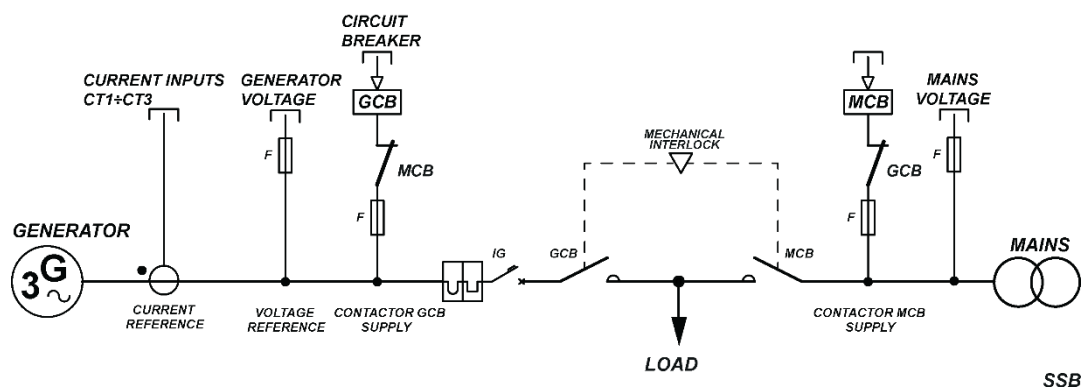 CIRCUIT
BREAKER
CURRENT INPUTS
CT1÷CT3
GENERATOR
VOLTAGE
GCB
MCB
MAINS
VOLTAGE
F
MCB
F
MECHANICAL
INTERLOCK
GCB
F
F
GENERATOR
3G
IG
GCB
MCB
MAINS
CURRENT
REFERENCE
VOLTAGE
REFERENCE
CONTACTOR GCB
SUPPLY
CONTACTOR MCB
SUPPLY
LOAD
SSB